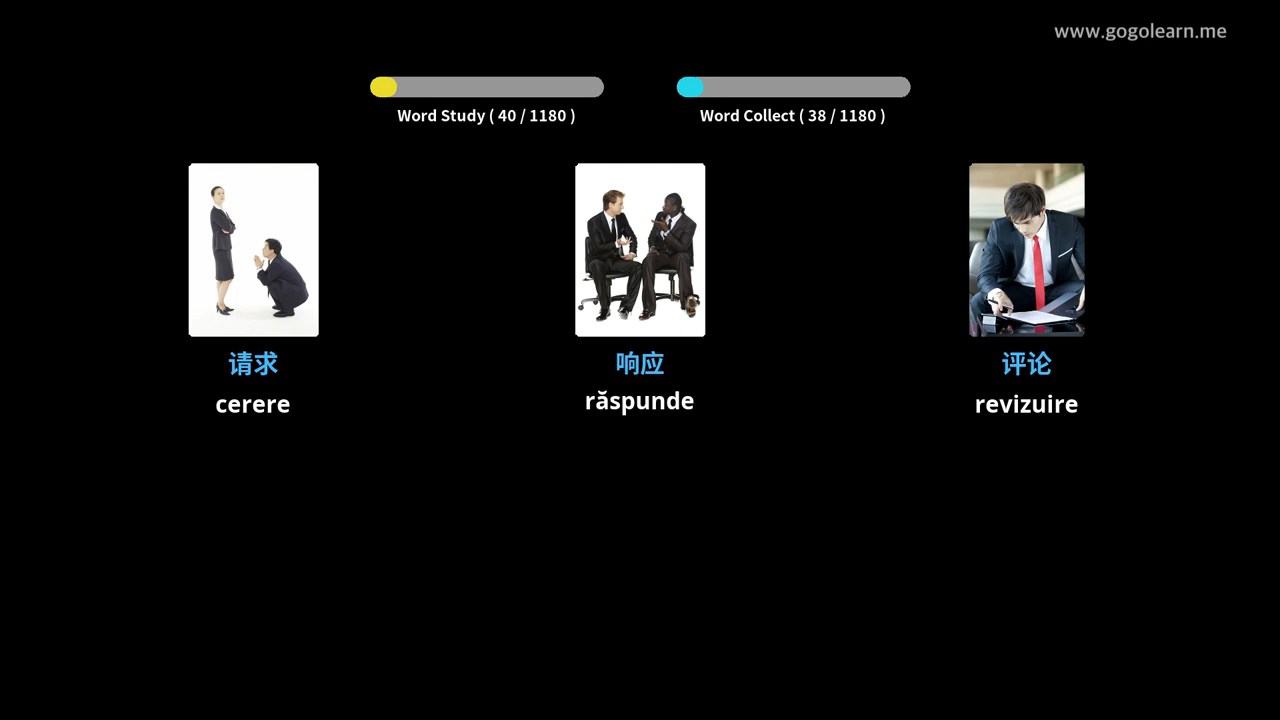 www.gogolearn.me
Word Study ( 40 / 1180 )
Word Collect ( 38 / 1180 )
请求
响应
评论
cerere
răspunde
revizuire